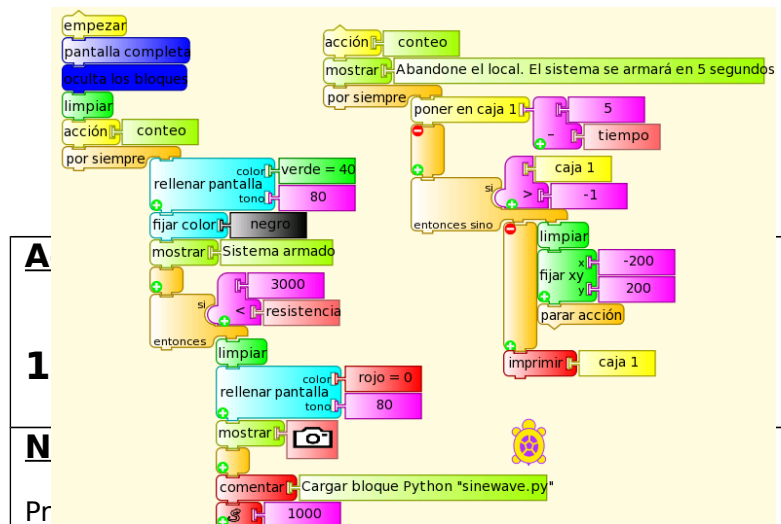 empezar
pantalla completa
oculta los bloques
limpiar
acción conteo
por siempre
color verde = 40
rellenar pantalla
tono 80
fijar color negro
mostrar Sistema armado
3000
si
< resistencia
entonces
limpiar
color rojo = 0
rellenar pantalla
tono 80
mostrar
comentar Cargar bloque Python "sinewave.py"
1000
acción conteo
mostrar Abandone el local. El sistema se armará en 5 segundos
por siempre
poner en caja 1 5
− tiempo
caja 1
si
> -1
entonces sino
limpiar
x -200
fijar xy
y 200
parar acción
imprimir caja 1
A
1
N
Pr